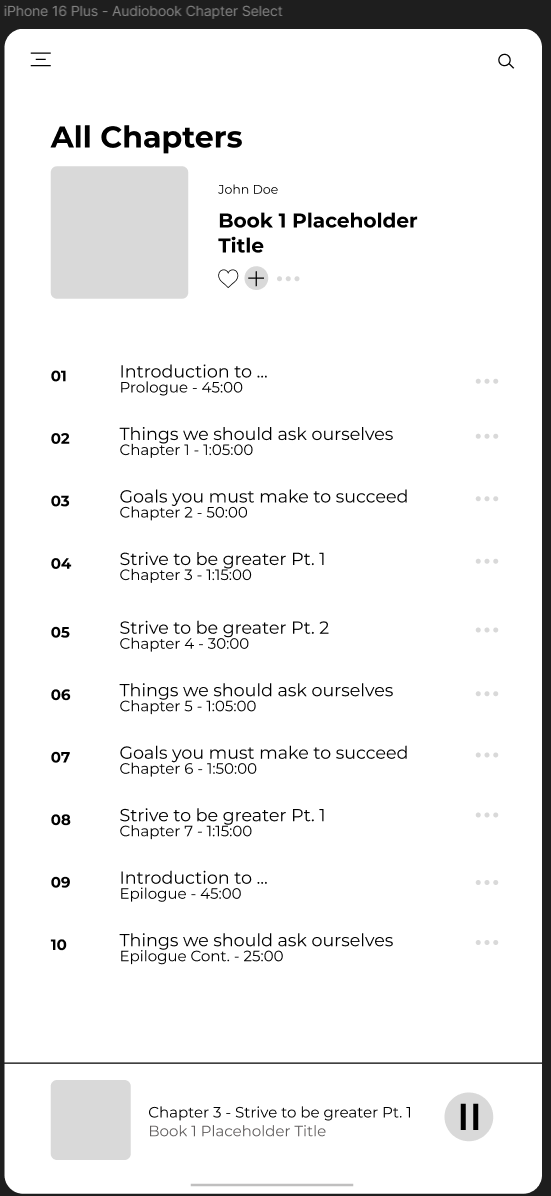 iPhone 16 Plus - Audiobook Chapter Select
All Chapters
John Doe
Book 1 Placeholder
Title
01
Introduction to ...
Prologue - 45:00
02
Things we should ask ourselves
Chapter 1 - 1:05:00
03
Goals you must make to succeed
Chapter 2 - 50:00
04
Strive to be greater Pt. 1
Chapter 3 - 1:15:00
05
Strive to be greater Pt. 2
Chapter 4 - 30:00
06
Things we should ask ourselves
Chapter 5 - 1:05:00
07
Goals you must make to succeed
Chapter 6 - 1:50:00
08
Strive to be greater Pt. 1
Chapter 7 - 1:15:00
09
Introduction to ...
Epilogue - 45:00
10
Things we should ask ourselves
Epilogue Cont. - 25:00
Chapter 3 - Strive to be greater Pt. 1
Book 1 Placeholder Title